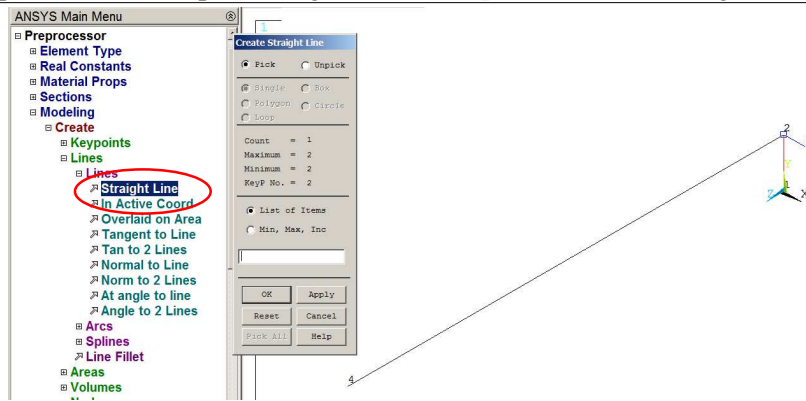 ANSYS Main Menu
Preprocessor
Element Type
Real Constants
Material Props
Sections
Modeling
Create
Keypoints
Lines
Lines
Straight Line
In Active Coord
Overlaid on Area
Tangent to Line
Tan to 2 Lines
Normal to Line
Norm to 2 Lines
At angle to line
Angle to 2 Lines
Arcs
Splines
Line Fillet
Areas
Volumes
Create Straight Line
Pick Unpick
Single Box
Polygon Circle
Loop
Count = 1
Maximum = 2
Minimum = 2
KeyP No. = 2
List of Items
Min, Max, Inc
OK Apply
Reset Cancel
Pick All Help
1
2
Y
1
Z X
4